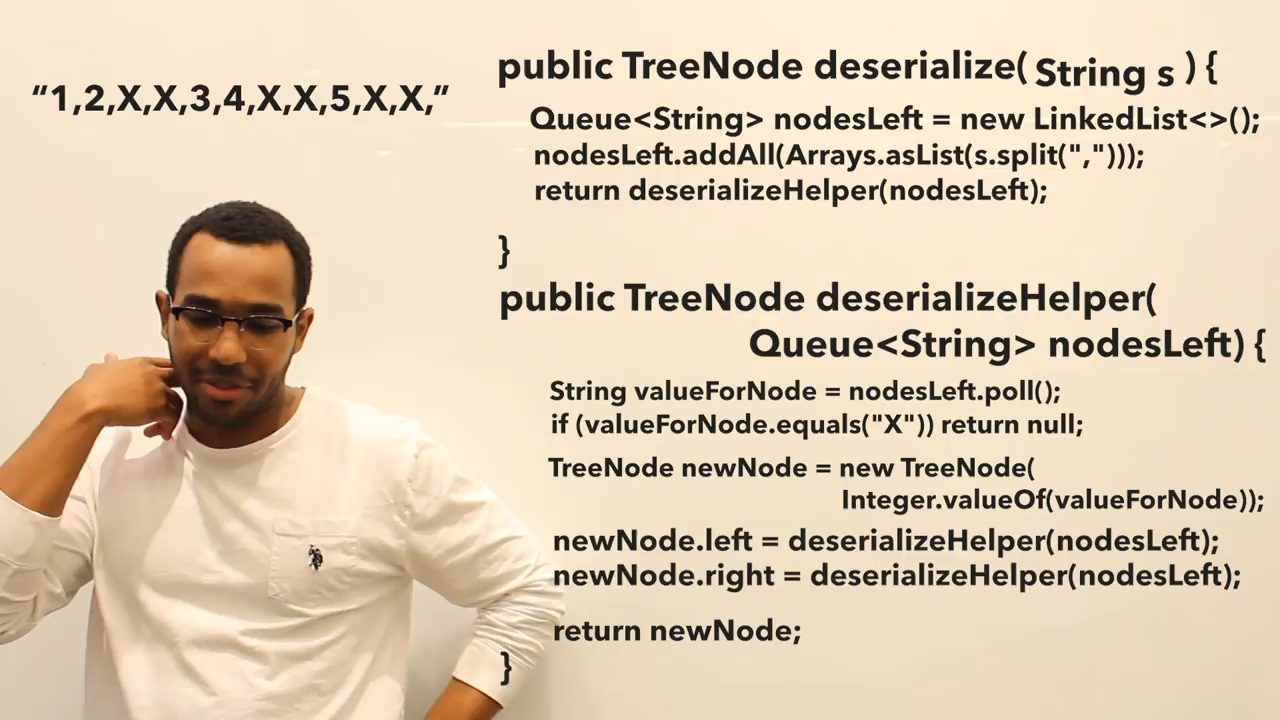 “1,2,X,X,3,4,X,X,5,X,X,”
public TreeNode deserialize( String s ) {
Queue<String> nodesLeft = new LinkedList<>();
nodesLeft.addAll(Arrays.asList(s.split(",")));
return deserializeHelper(nodesLeft);
}
public TreeNode deserializeHelper(
Queue<String> nodesLeft) {
String valueForNode = nodesLeft.poll();
if (valueForNode.equals("X")) return null;
TreeNode newNode = new TreeNode(
Integer.valueOf(valueForNode));
newNode.left = deserializeHelper(nodesLeft);
newNode.right = deserializeHelper(nodesLeft);
return newNode;
}